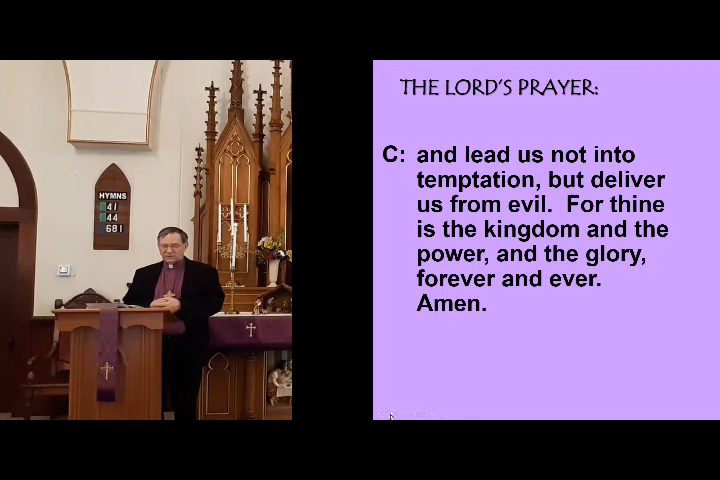 HYMNS
41
44
681
THE LORD'S PRAYER:
C: and lead us not into
temptation, but deliver
us from evil. For thine
is the kingdom and the
power, and the glory,
forever and ever.
Amen.